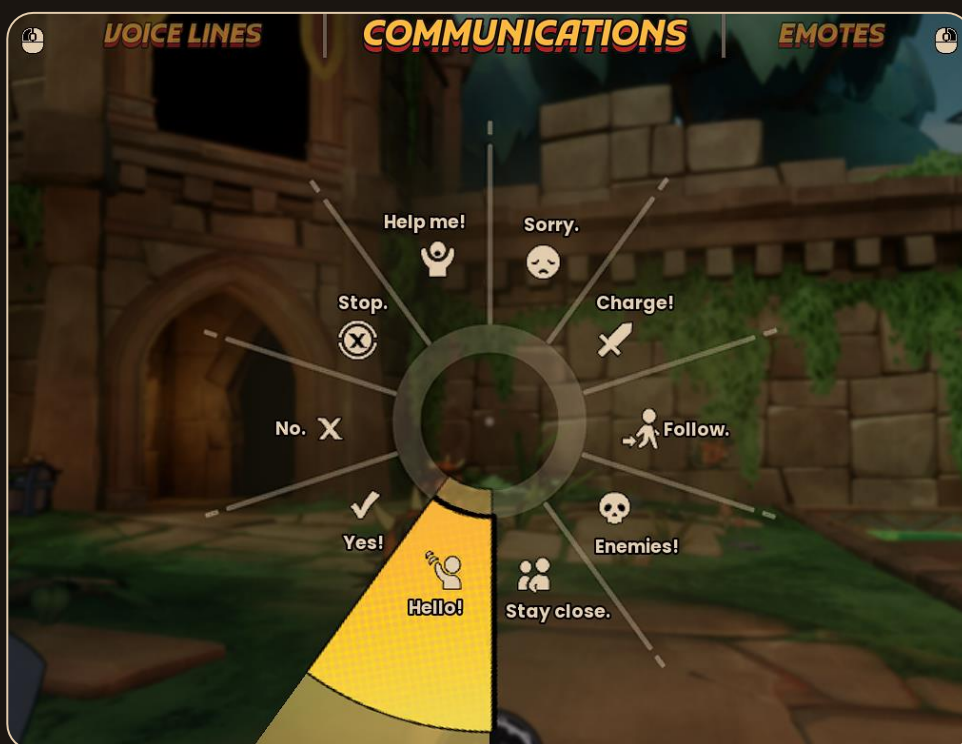 VOICE LINES
COMMUNICATIONS
EMOTES
Help me!
Sorry.
Stop.
Charge!
No.
Follow.
Yes!
Enemies!
Hello!
Stay close.